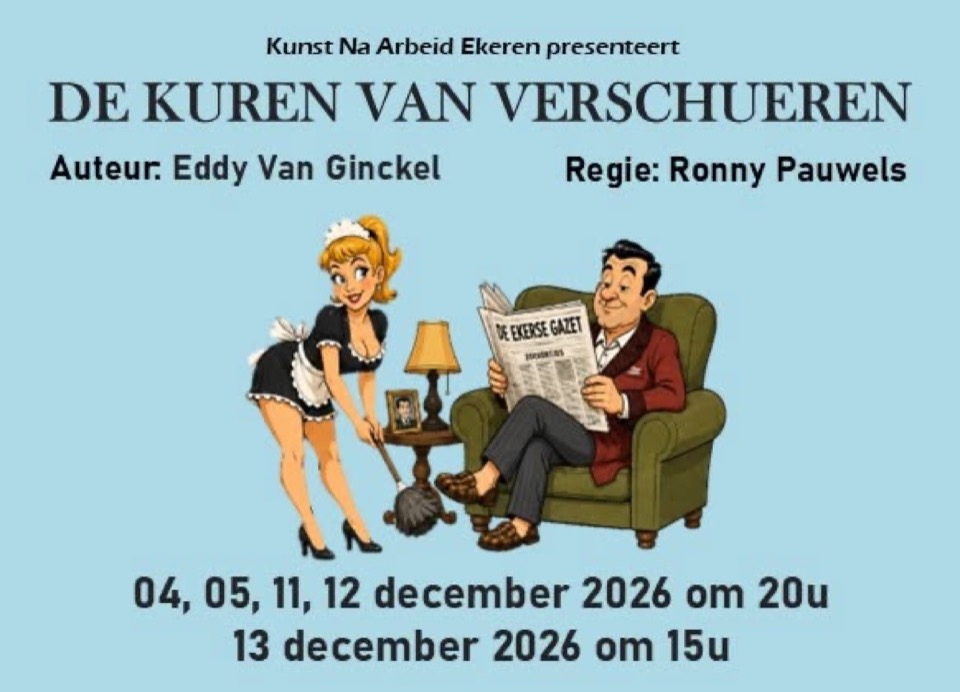 Kunst Na Arbeid Ekeren presenteert
DE KUREN VAN VERSCHUEREN
Auteur: Eddy Van Ginckel
Regie: Ronny Pauwels
DE EKERSE GAZET
04, 05, 11, 12 december 2026 om 20u
13 december 2026 om 15u